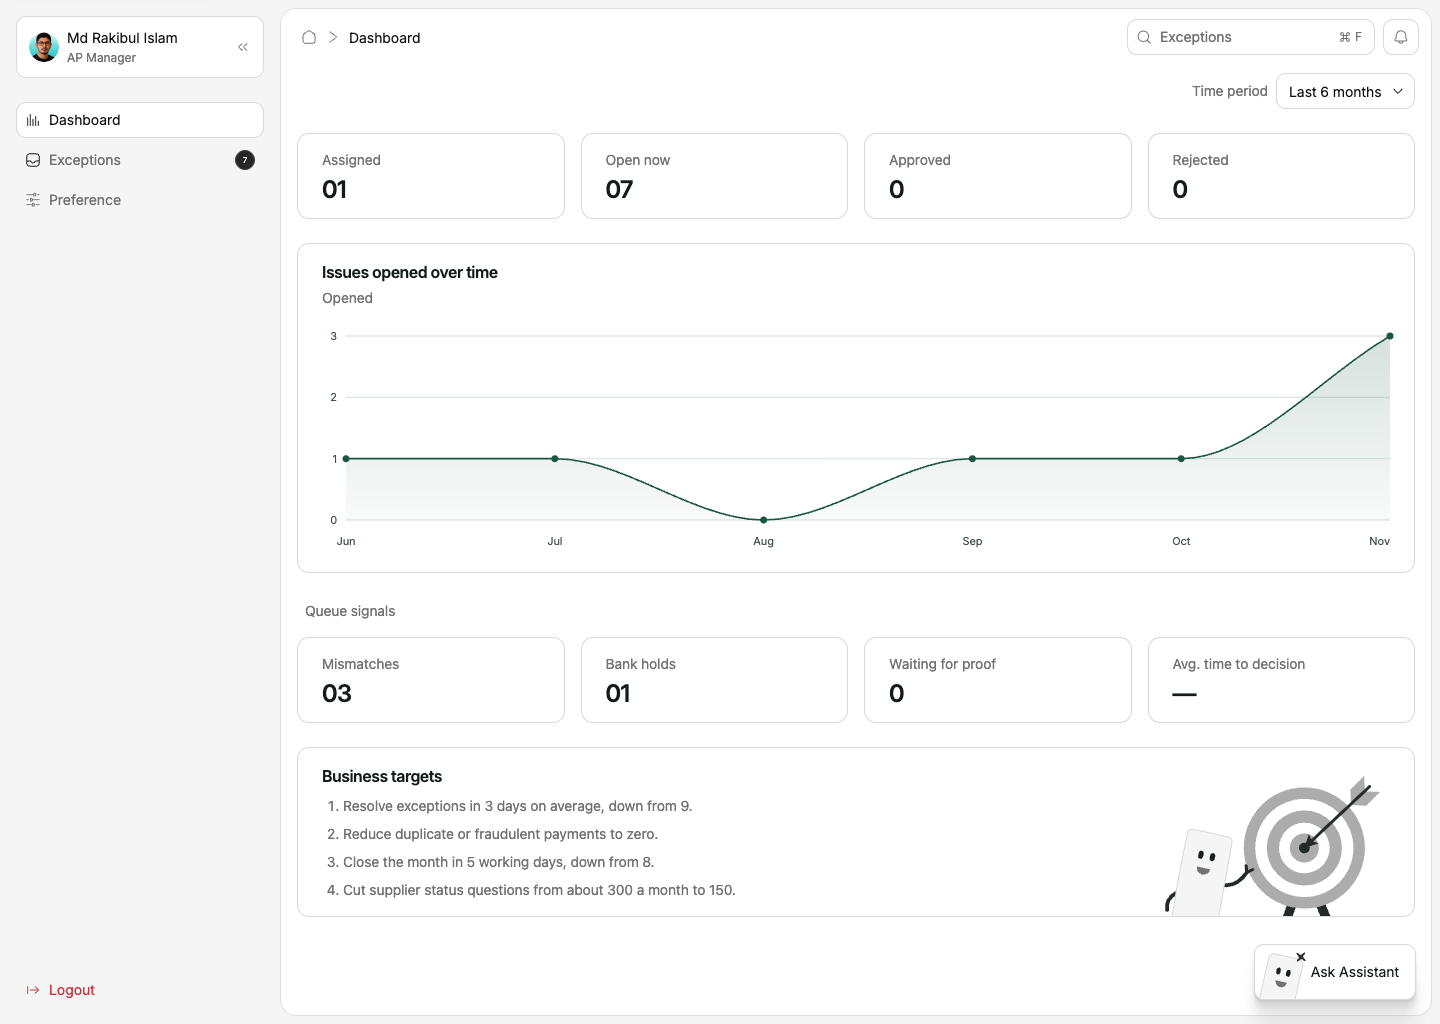 Md Rakibul Islam
AP Manager
Dashboard
Exceptions
7
Preference
Logout
Dashboard
Exceptions
⌘ F
Time period
Last 6 months
Assigned
01
Open now
07
Approved
0
Rejected
0
Issues opened over time
Opened
3
2
1
0
Jun
Jul
Aug
Sep
Oct
Nov
Queue signals
Mismatches
03
Bank holds
01
Waiting for proof
0
Avg. time to decision
—
Business targets
1. Resolve exceptions in 3 days on average, down from 9.
2. Reduce duplicate or fraudulent payments to zero.
3. Close the month in 5 working days, down from 8.
4. Cut supplier status questions from about 300 a month to 150.
Ask Assistant